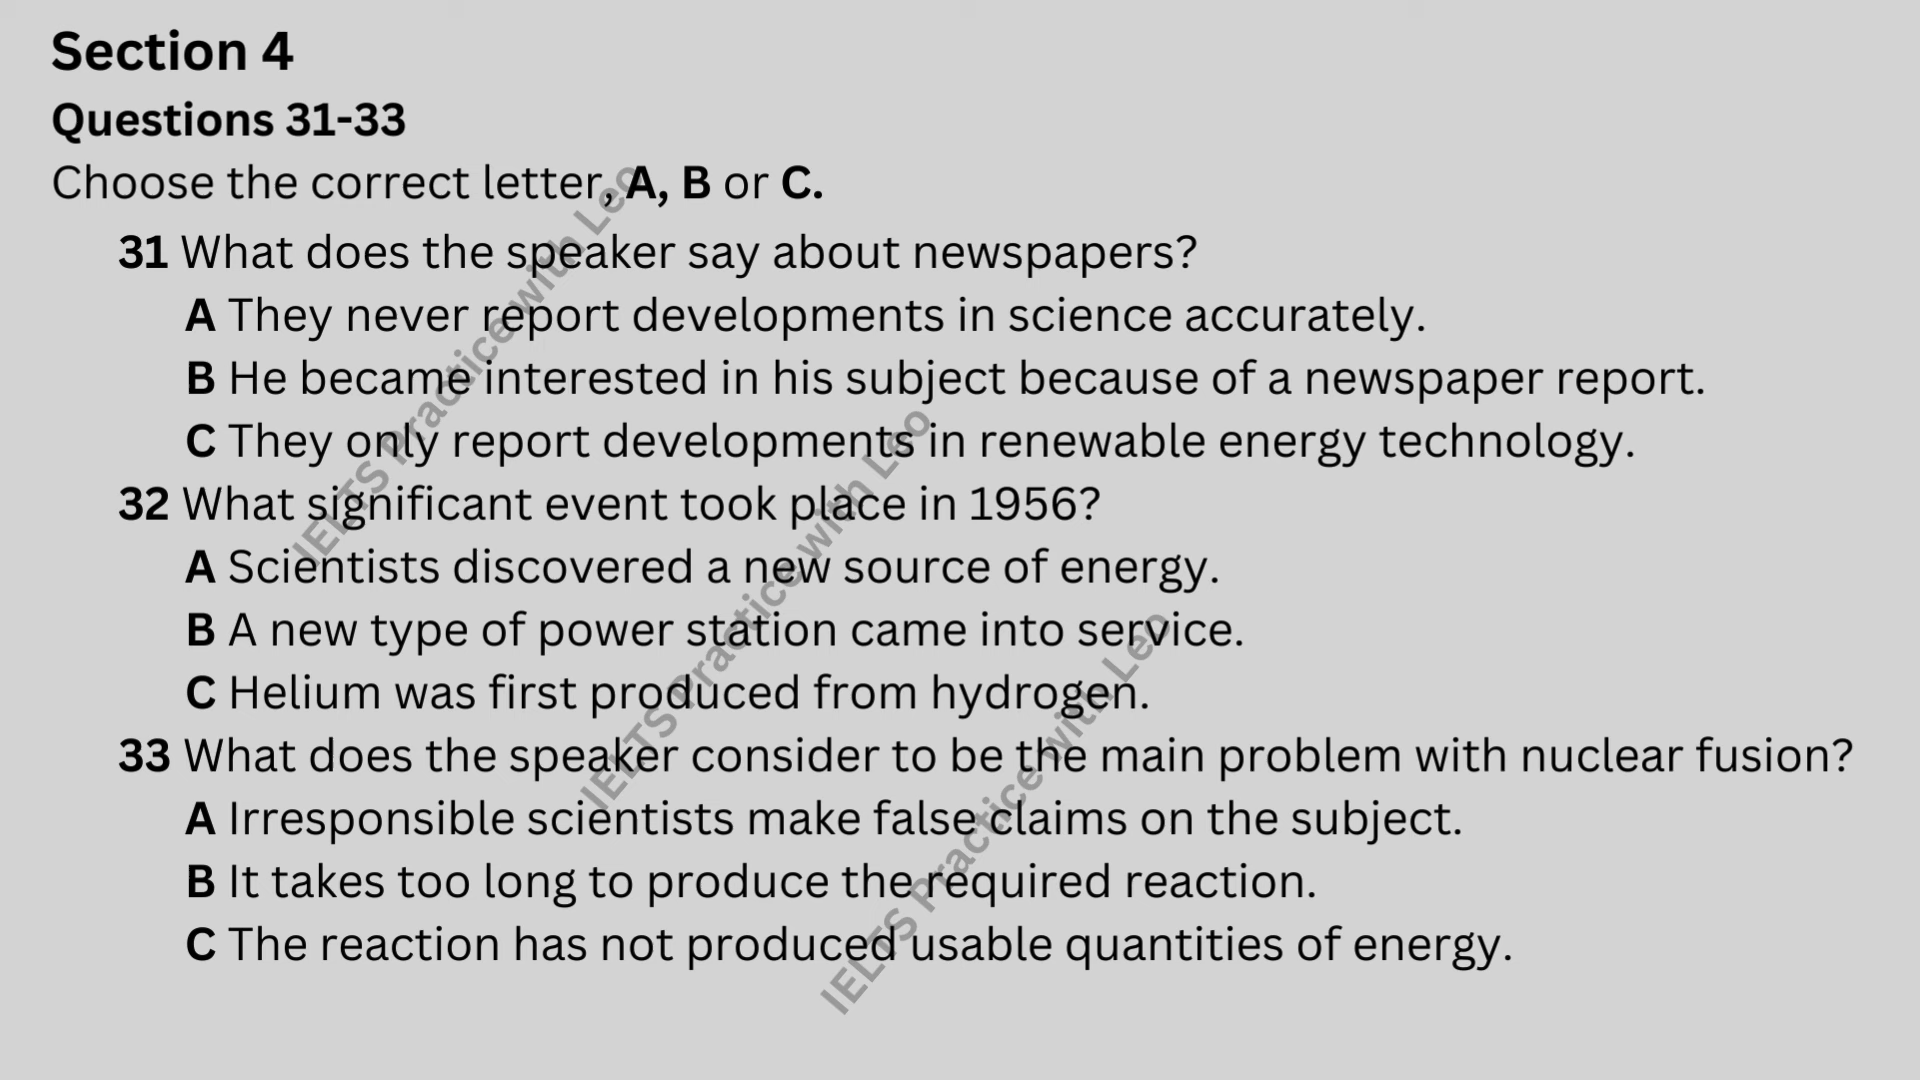 Section 4
Questions 31-33
Choose the correct letter, A, B or C.
31 What does the speaker say about newspapers?
A They never report developments in science accurately.
B He became interested in his subject because of a newspaper report.
C They only report developments in renewable energy technology.
32 What significant event took place in 1956?
A Scientists discovered a new source of energy.
B A new type of power station came into service.
C Helium was first produced from hydrogen.
33 What does the speaker consider to be the main problem with nuclear fusion?
A Irresponsible scientists make false claims on the subject.
B It takes too long to produce the required reaction.
C The reaction has not produced usable quantities of energy.
IELTS Practice with Leo
IELTS Practice with Leo
IELTS Practice with Leo